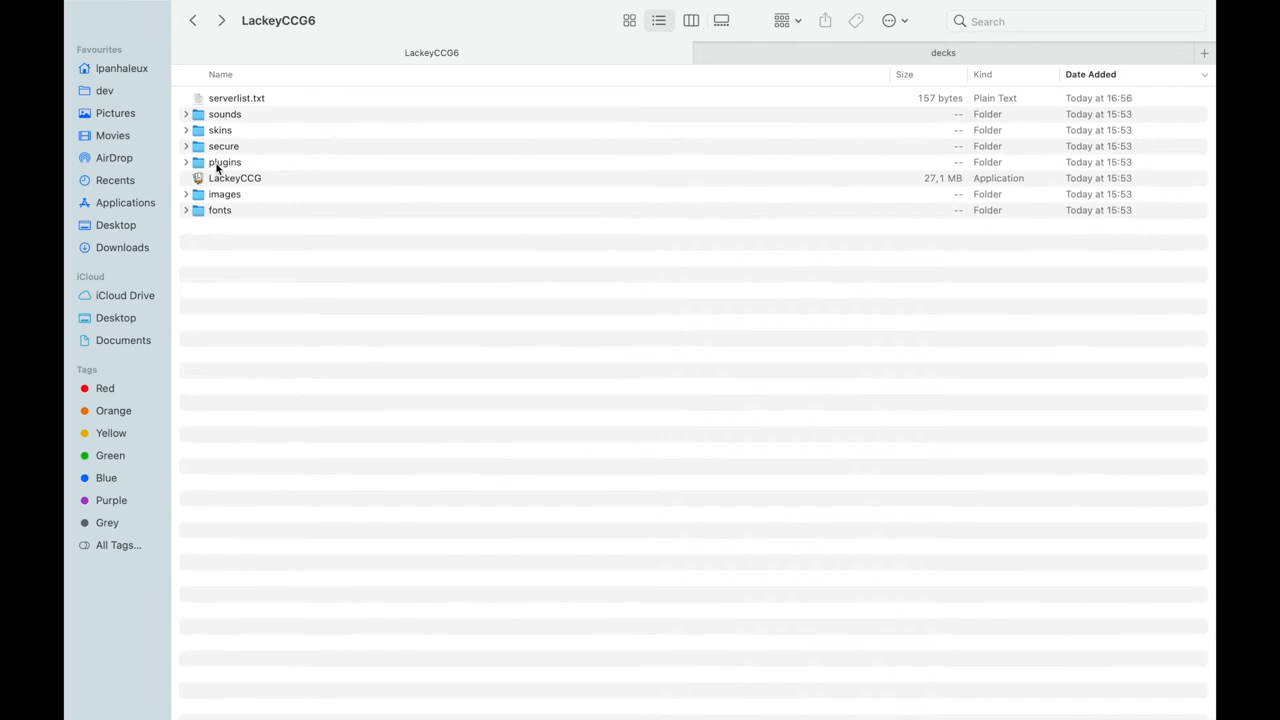 LackeyCCG6
Search
LackeyCCG6
decks
Name
Size
Kind
Date Added
Favourites
lpanhaleux
dev
Pictures
Movies
AirDrop
Recents
Applications
Desktop
Downloads
iCloud
iCloud Drive
Desktop
Documents
Tags
Red
Orange
Yellow
Green
Blue
Purple
Grey
All Tags...
serverlist.txt 157 bytes Plain Text Today at 16:56
sounds -- Folder Today at 15:53
skins -- Folder Today at 15:53
secure -- Folder Today at 15:53
plugins -- Folder Today at 15:53
LackeyCCG 27,1 MB Application Today at 15:53
images -- Folder Today at 15:53
fonts -- Folder Today at 15:53